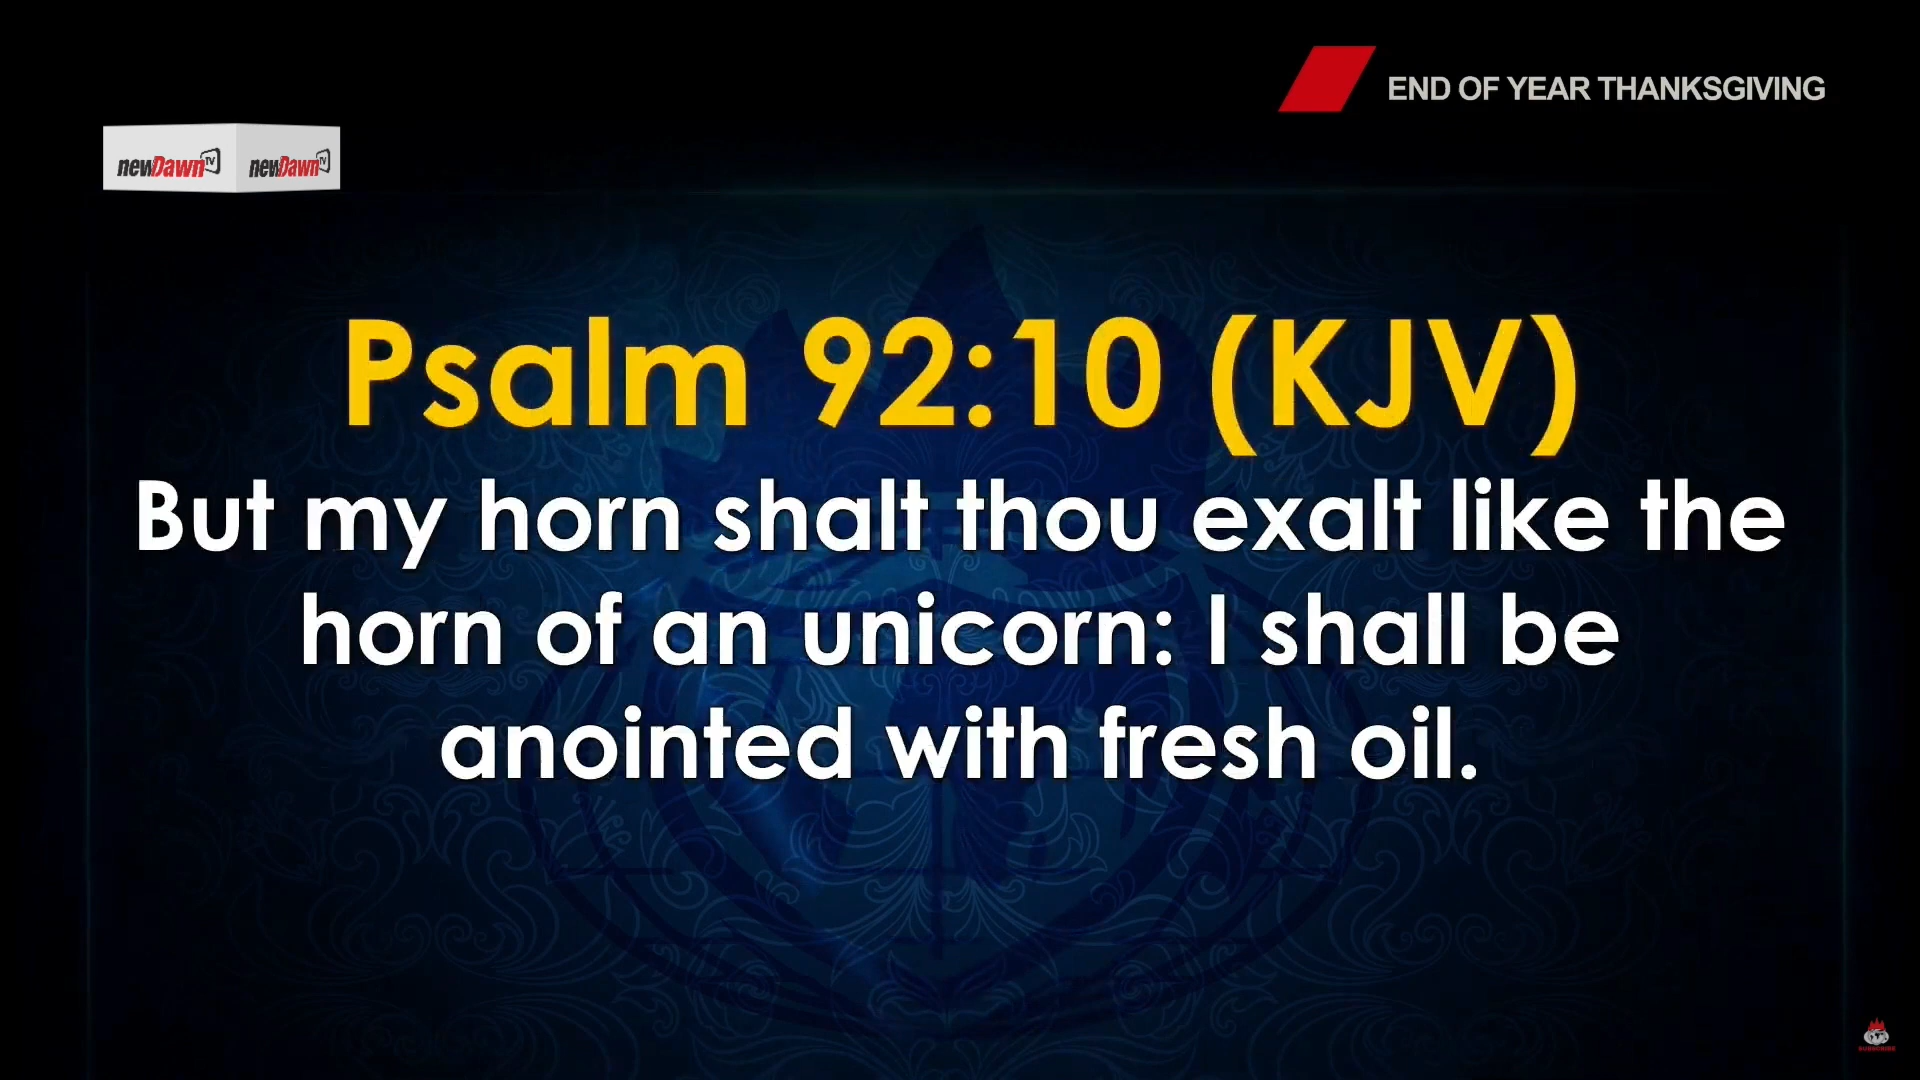 END OF YEAR THANKSGIVING
newDawn TV newDawn TV
Psalm 92:10 (KJV)
But my horn shalt thou exalt like the
horn of an unicorn: I shall be
anointed with fresh oil.
SUBSCRIBE